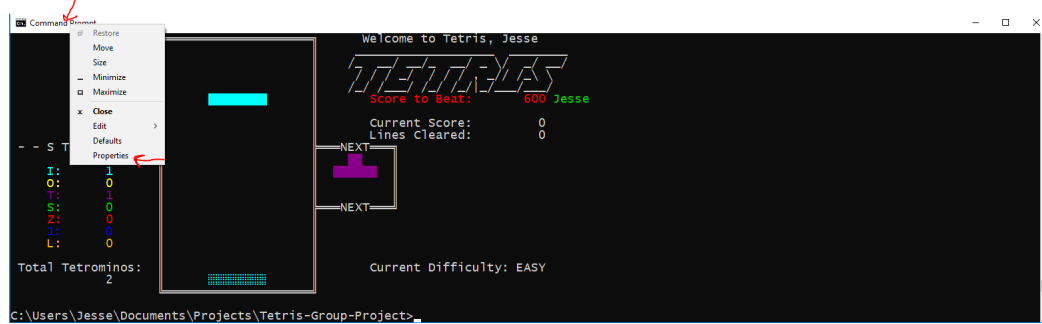 Command Prompt
Restore
Move
Size
Minimize
Maximize
Close
Edit
Defaults
Properties
Welcome to Tetris, Jesse
TETRIS
Score to Beat: 600 Jesse
Current Score: 0
Lines Cleared: 0
- - S T
I: 1
O: 0
T: 1
S: 0
Z: 0
J: 0
L: 0
Total Tetrominos:
2
NEXT
NEXT
Current Difficulty: EASY
C:\Users\Jesse\Documents\Projects\Tetris-Group-Project>_